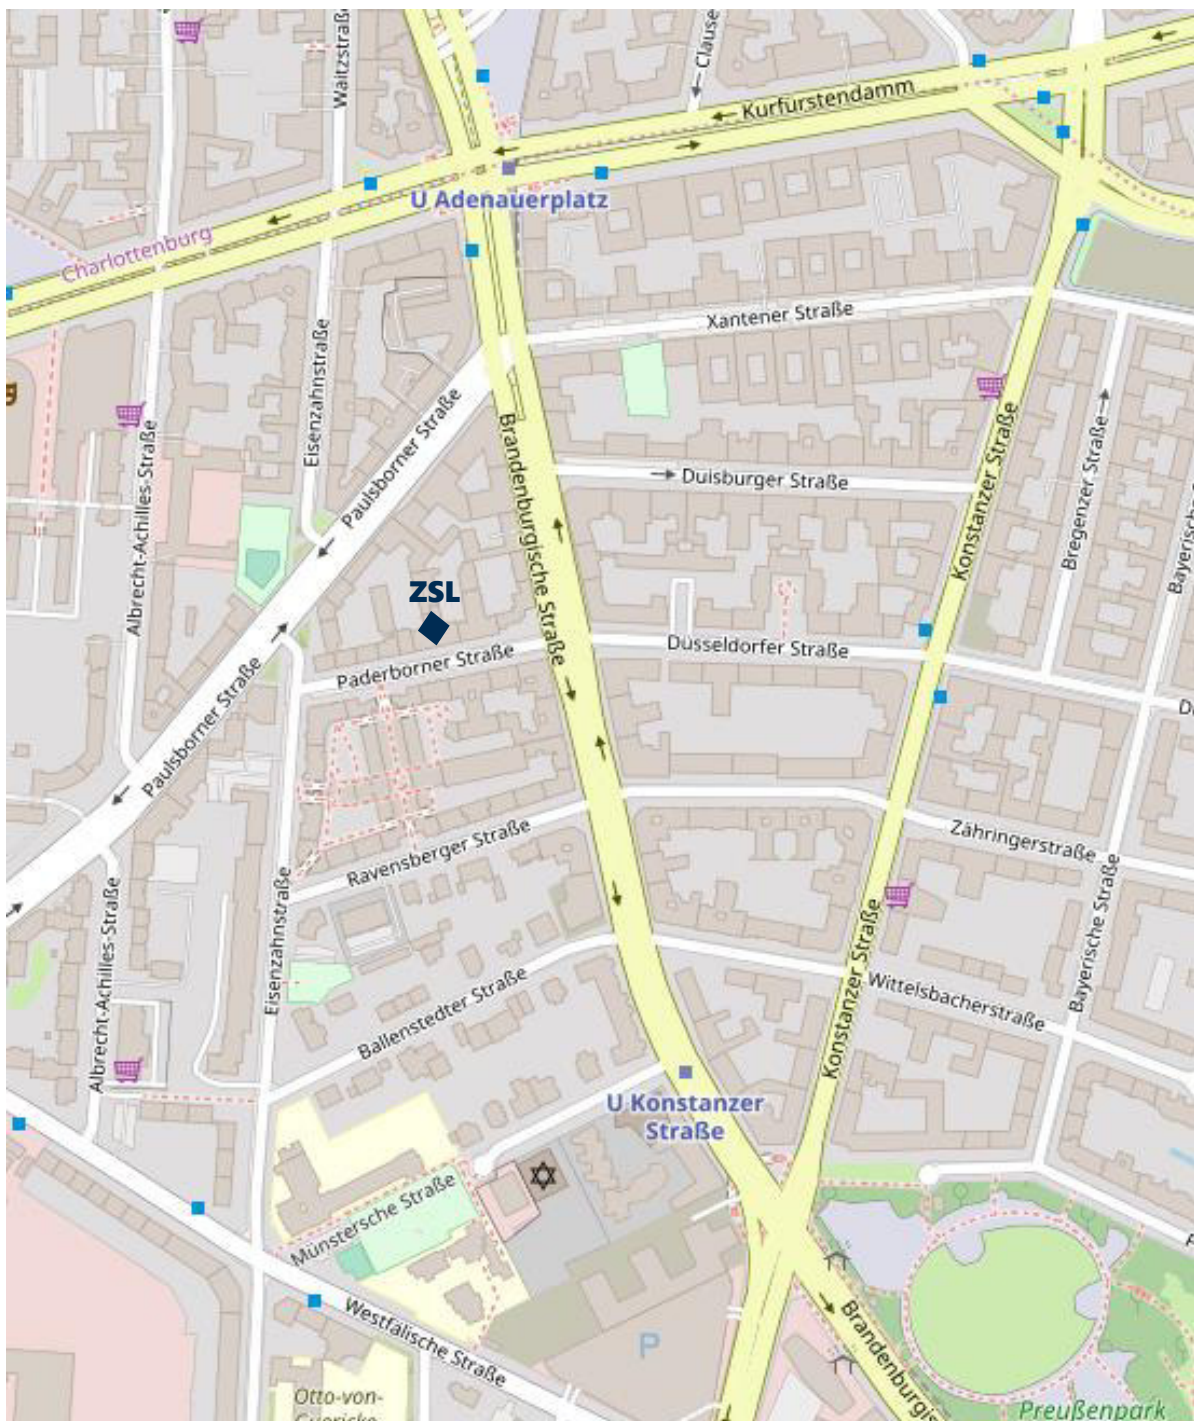 Waitzstraße
Clause
Kurfürstendamm
U Adenauerplatz
Charlottenburg
Xantener Straße
Eisenzahnstraße
Paulsborner Straße
Brandenburgische Straße
Konstanzer Straße
Bregenzer Straße
Albrecht-Achilles-Straße
Duisburger Straße
Bayerische S
ZSL
Paderborner Straße
Düsseldorfer Straße
Paulsborner Straße
Zähringerstraße
Ravensberger Straße
Eisenzahnstraße
Albrecht-Achilles-Straße
Konstanzer Straße
Bayerische Straße
Ballenstedter Straße
Wittelsbacherstraße
U Konstanzer
Straße
Münstersche Straße
Westfälische Straße
P
Brandenburgis
Otto-von-
Guericke-
Preußenpark